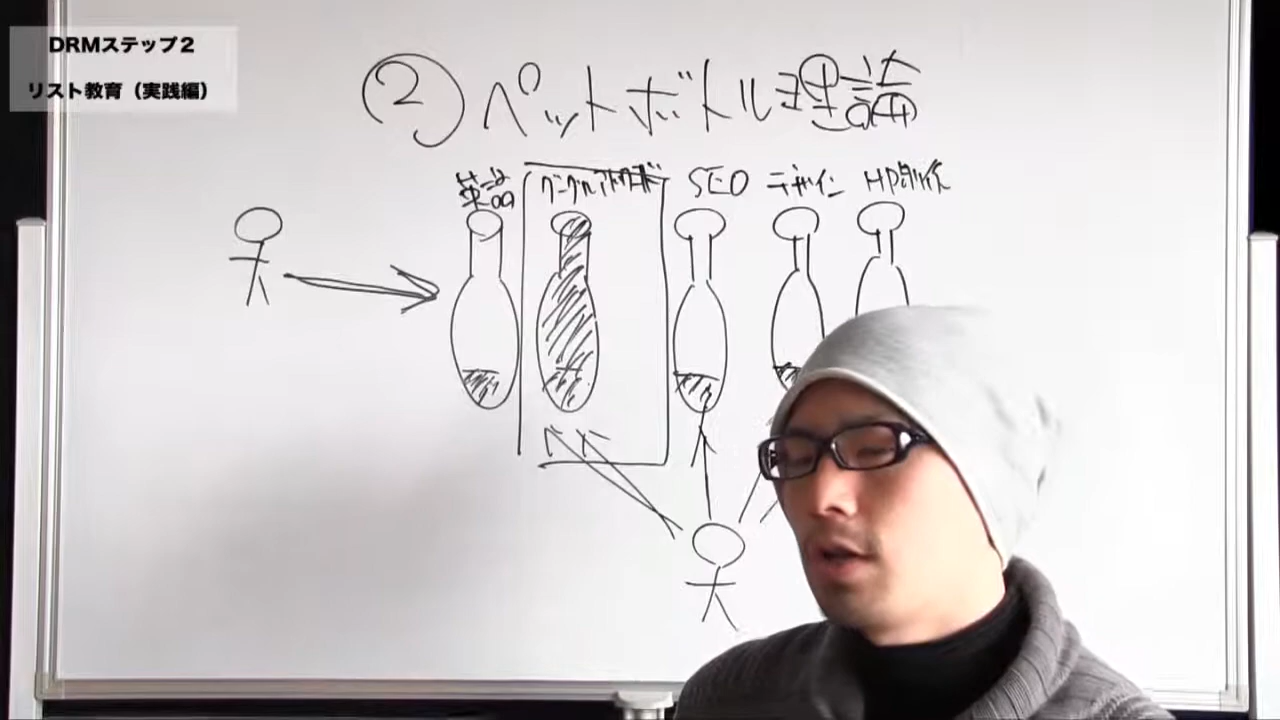 DRMステップ２
リスト教育（実践編）
② ペットボトル理論
英語 グーグルアドワーズ SEO デザイン HP制作